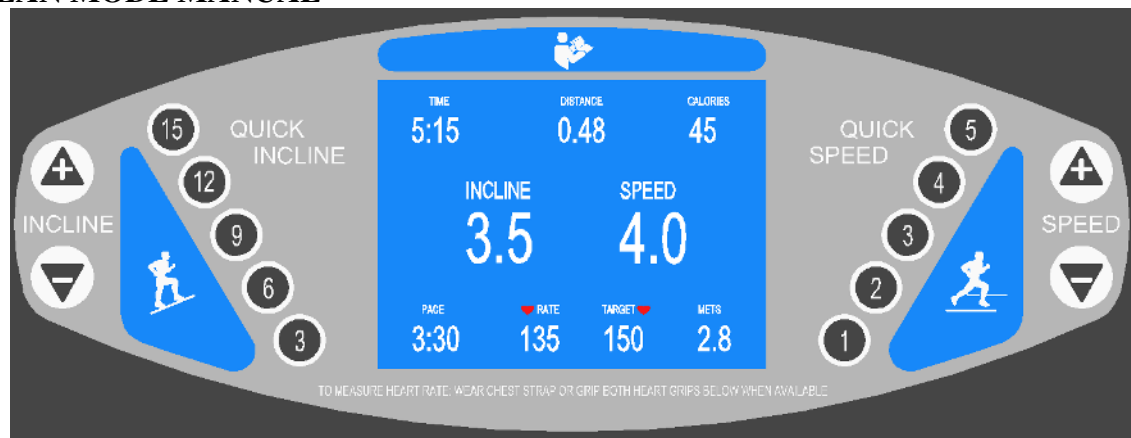 MODE MANUAL
TIME DISTANCE CALORIES
5:15 0.48 45
15 QUICK INCLINE
12
9
6
3
INCLINE
INCLINE SPEED
3.5 4.0
PACE RATE TARGET METS
3:30 135 150 2.8
QUICK SPEED 5
4
3
2
1
SPEED
TO MEASURE HEART RATE: WEAR CHEST STRAP OR GRIP BOTH HEART GRIPS BELOW WHEN AVAILABLE